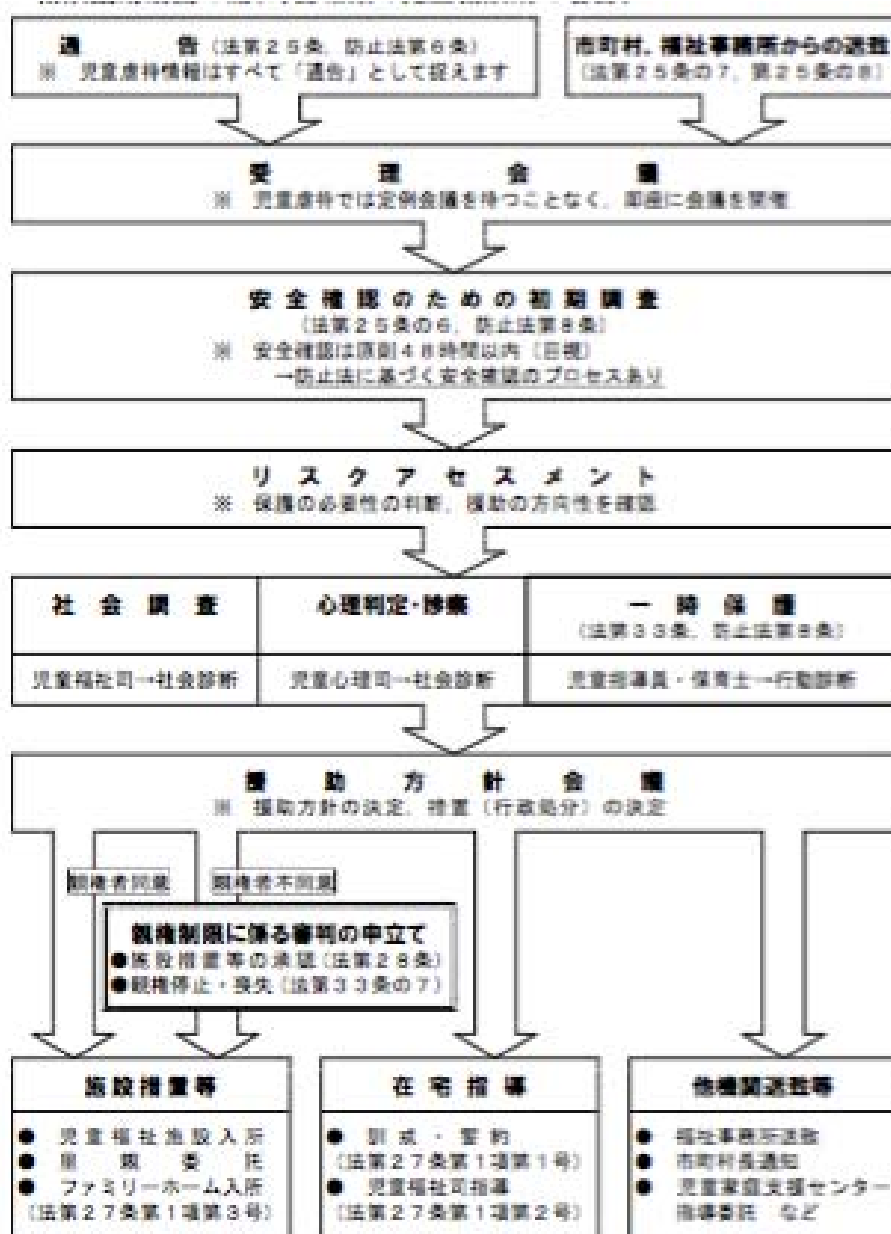 通 告（法第25条，防止法第6条）
※ 児童虐待情報はすべて「通告」として捉えます
市町村，福祉事務所からの送致
（法第25条の7，第25条の8）
受 理 会 議
※ 児童虐待では定例会議を待つことなく，即座に会議を開催
安全確認のための初期調査
（法第25条の6，防止法第8条）
※ 安全確認は原則48時間以内（目視）
→防止法に基づく安全確認のプロセスあり
リスクアセスメント
※ 保護の必要性の判断，援助の方向性を確認
社 会 調 査
心理判定・診察
一 時 保 護
（法第33条，防止法第8条）
児童福祉司→社会診断
児童心理司→社会診断
児童指導員・保育士→行動診断
援 助 方 針 会 議
※ 援助方針の決定，措置（行政処分）の決定
親権者同意
親権者不同意
親権制限に係る審判の申立て
●施設措置等の承認（法第28条）
●親権停止・喪失（法第33条の7）
施設措置等
● 児童福祉施設入所
● 里 親 委 託
● ファミリーホーム入所
（法第27条第1項第3号）
在 宅 指 導
● 訓戒・誓約
（法第27条第1項第1号）
● 児童福祉司指導
（法第27条第1項第2号）
他機関送致等
● 福祉事務所送致
● 市町村長通知
● 児童家庭支援センター
指導委託 など